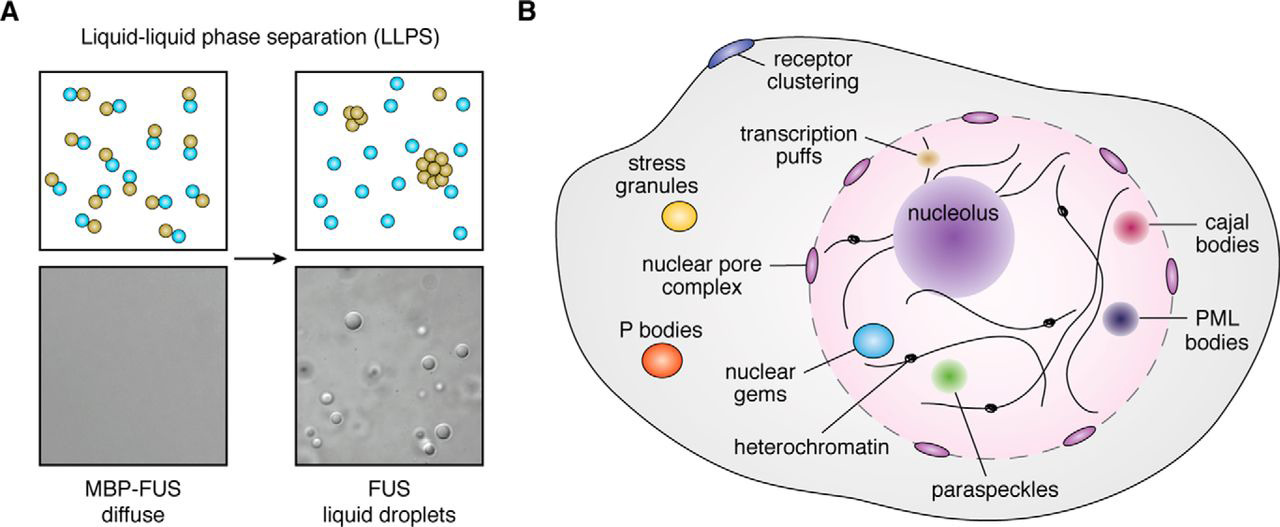 A
Liquid-liquid phase separation (LLPS)
MBP-FUS
diffuse
FUS
liquid droplets
B
receptor
clustering
transcription
puffs
stress
granules
nucleolus
cajal
bodies
nuclear pore
complex
P bodies
PML
bodies
nuclear
gems
heterochromatin
paraspeckles